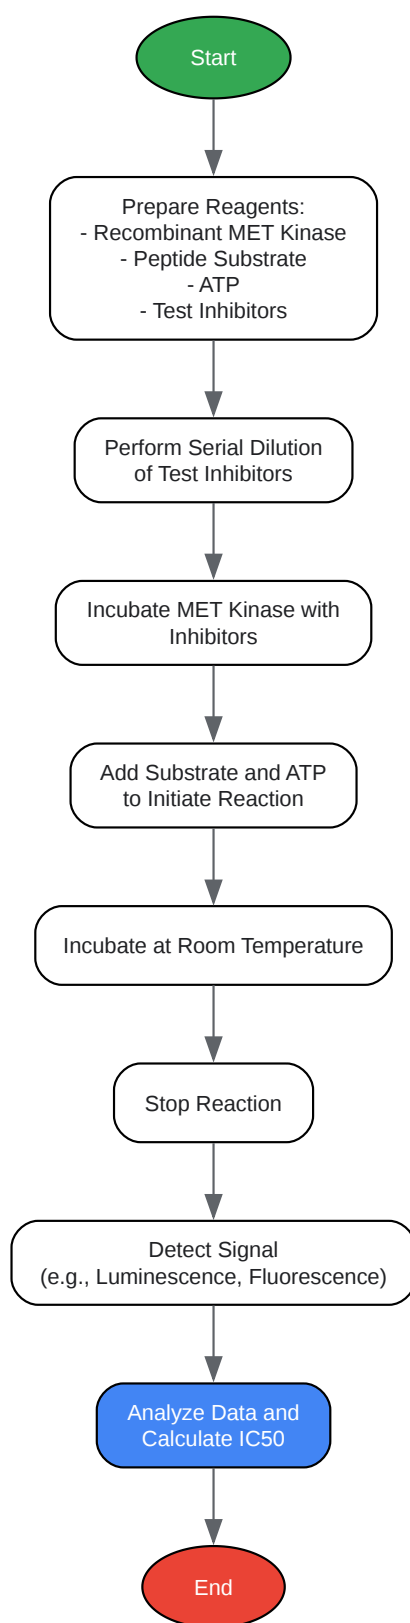 Start
Prepare Reagents:
- Recombinant MET Kinase
- Peptide Substrate
- ATP
- Test Inhibitors
Perform Serial Dilution
of Test Inhibitors
Incubate MET Kinase with
Inhibitors
Add Substrate and ATP
to Initiate Reaction
Incubate at Room Temperature
Stop Reaction
Detect Signal
(e.g., Luminescence, Fluorescence)
Analyze Data and
Calculate IC50
End